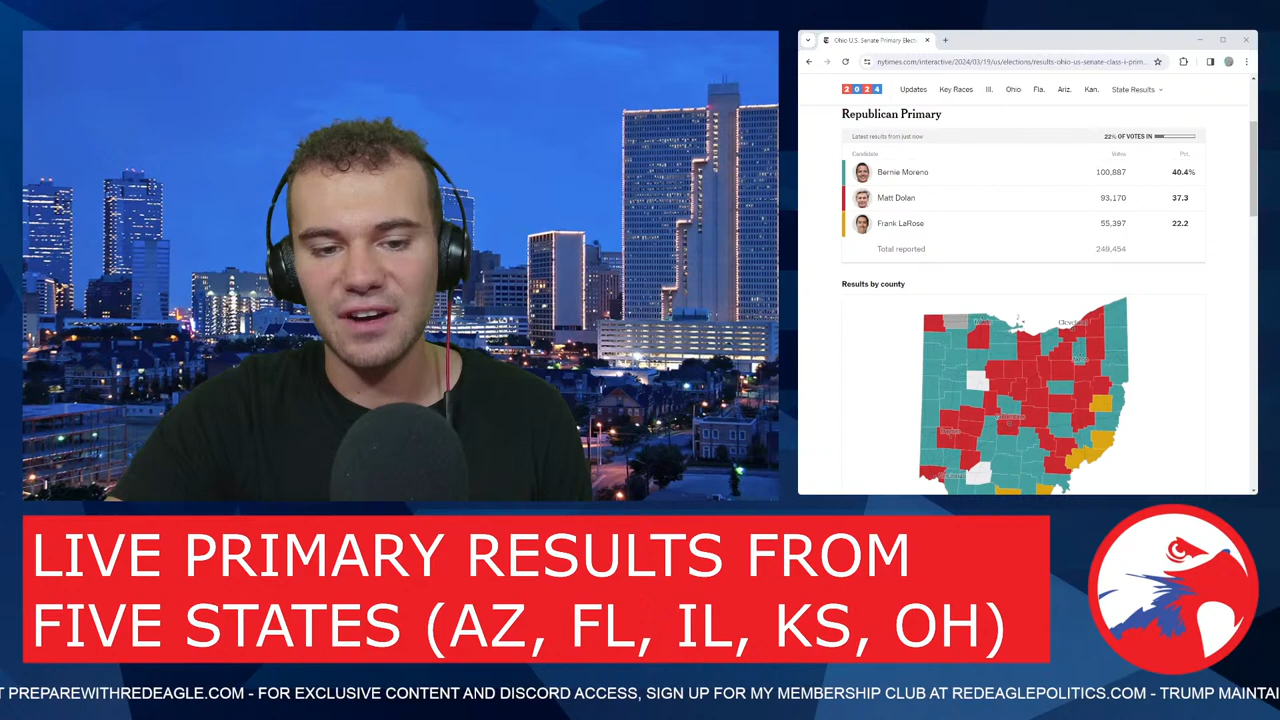 Ohio U.S. Senate Primary Elect
nytimes.com/interactive/2024/03/19/us/elections/results-ohio-us-senate-class-i-prim...
2024 Updates Key Races Ill. Ohio Fla. Ariz. Kan. State Results
Republican Primary
Latest results from just now 22% OF VOTES IN
Candidate Votes Pct.
Bernie Moreno 100,887 40.4%
Matt Dolan 93,170 37.3
Frank LaRose 55,397 22.2
Total reported 249,454
Results by county
Toledo Cleveland
Akron
Columbus
Dayton
Cincinnati
LIVE PRIMARY RESULTS FROM
FIVE STATES (AZ, FL, IL, KS, OH)
T PREPAREWITHREDEAGLE.COM - FOR EXCLUSIVE CONTENT AND DISCORD ACCESS, SIGN UP FOR MY MEMBERSHIP CLUB AT REDEAGLEPOLITICS.COM - TRUMP MAINTAI